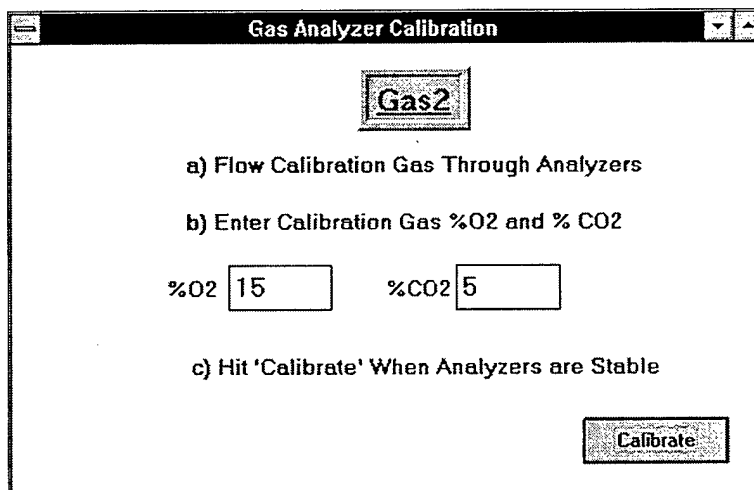 Gas Analyzer Calibration
Gas2
a) Flow Calibration Gas Through Analyzers
b) Enter Calibration Gas %O2 and % CO2
%O2 15 %CO2 5
c) Hit 'Calibrate' When Analyzers are Stable
Calibrate